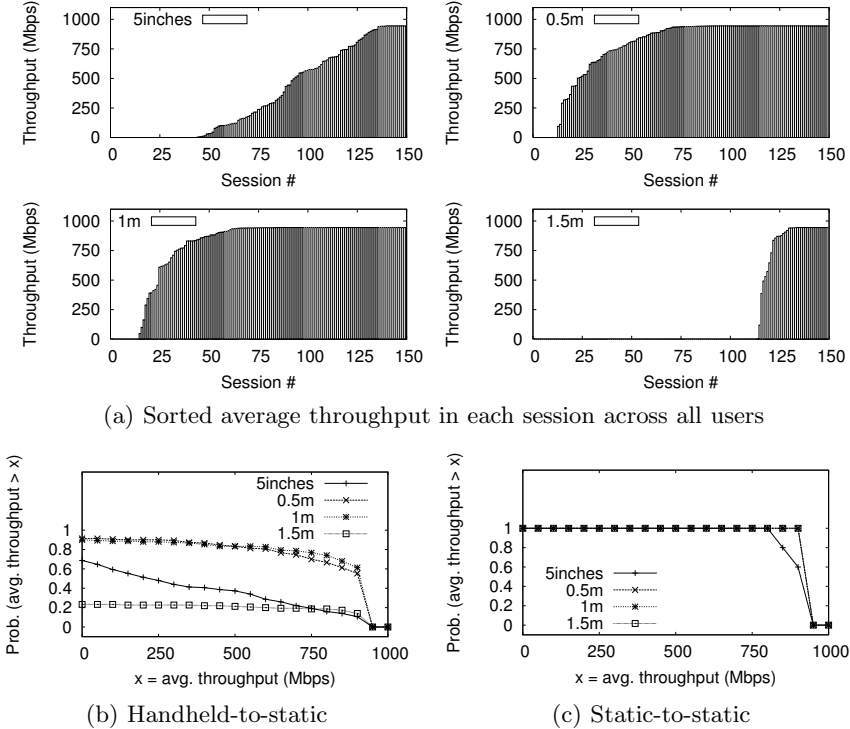 5inches
Throughput (Mbps)
1000
750
500
250
0
0 25 50 75 100 125 150
Session #
0.5m
Throughput (Mbps)
1000
750
500
250
0
0 25 50 75 100 125 150
Session #
1m
Throughput (Mbps)
1000
750
500
250
0
0 25 50 75 100 125 150
Session #
1.5m
Throughput (Mbps)
1000
750
500
250
0
0 25 50 75 100 125 150
Session #
(a) Sorted average throughput in each session across all users
Prob. (avg. throughput > x)
5inches
0.5m
1m
1.5m
1
0.8
0.6
0.4
0.2
0
0 250 500 750 1000
x = avg. throughput (Mbps)
(b) Handheld-to-static
Prob. (avg. throughput > x)
1
0.8
0.6
0.4
0.2
0
5inches
0.5m
1m
1.5m
0 250 500 750 1000
x = avg. throughput (Mbps)
(c) Static-to-static